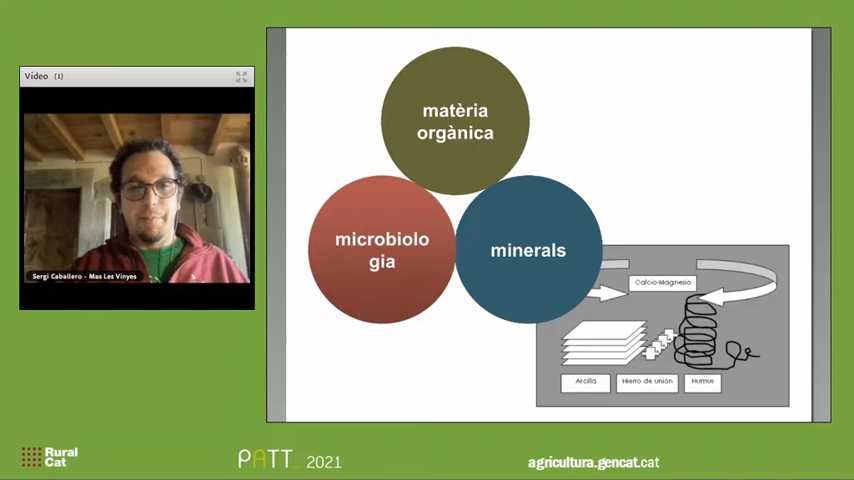 Vídeo (1)
Sergi Caballero - Mas Les Vinyes
matèria
orgànica
microbiolo
gia
minerals
Calcio-Magnesio
Arcilla
Hierro de unión
Humus
Rural
Cat
PATT_ 2021
agricultura.gencat.cat